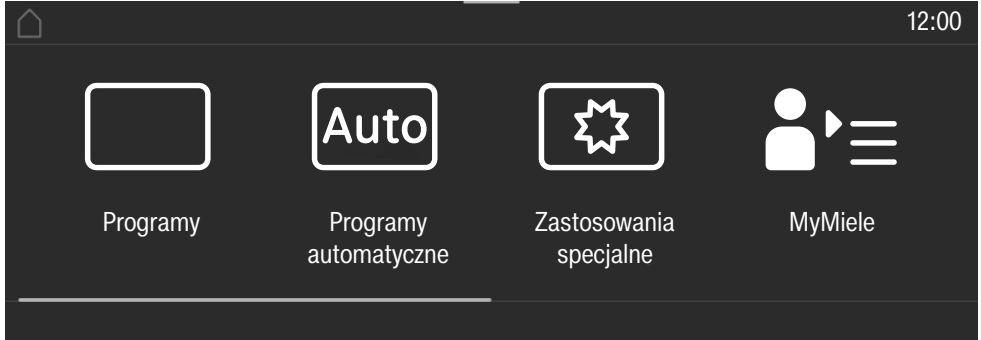 12:00
Auto
Programy
Programy
automatyczne
Zastosowania
specjalne
MyMiele